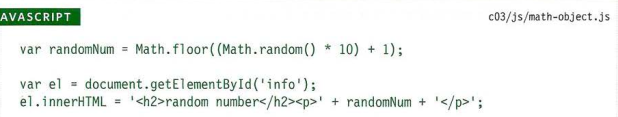 AVASCRIPT
c03/js/math-object.js
var randomNum = Math.floor((Math.random() * 10) + 1);
var el = document.getElementById('info');
el.innerHTML = '<h2>random number</h2><p>' + randomNum + '</p>';